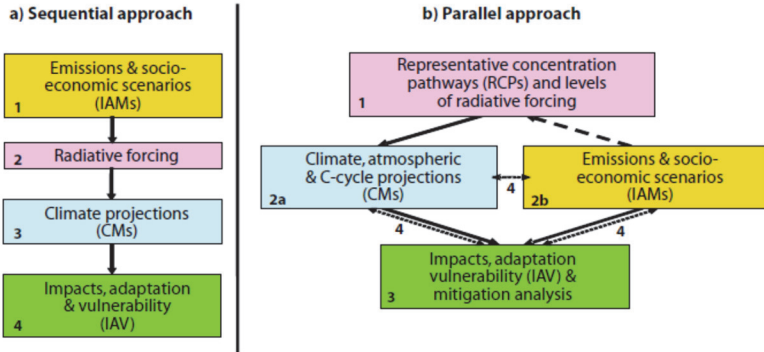 a) Sequential approach
Emissions & socio-
economic scenarios
(IAMs)
1
2
Radiative forcing
Climate projections
(CMs)
3
Impacts, adaptation
& vulnerability
(IAV)
4
b) Parallel approach
Representative concentration
pathways (RCPs) and levels
of radiative forcing
1
Climate, atmospheric
& C-cycle projections
(CMs)
2a
4
Emissions & socio-
economic scenarios
(IAMs)
2b
4
4
Impacts, adaptation
vulnerability (IAV) &
mitigation analysis
3